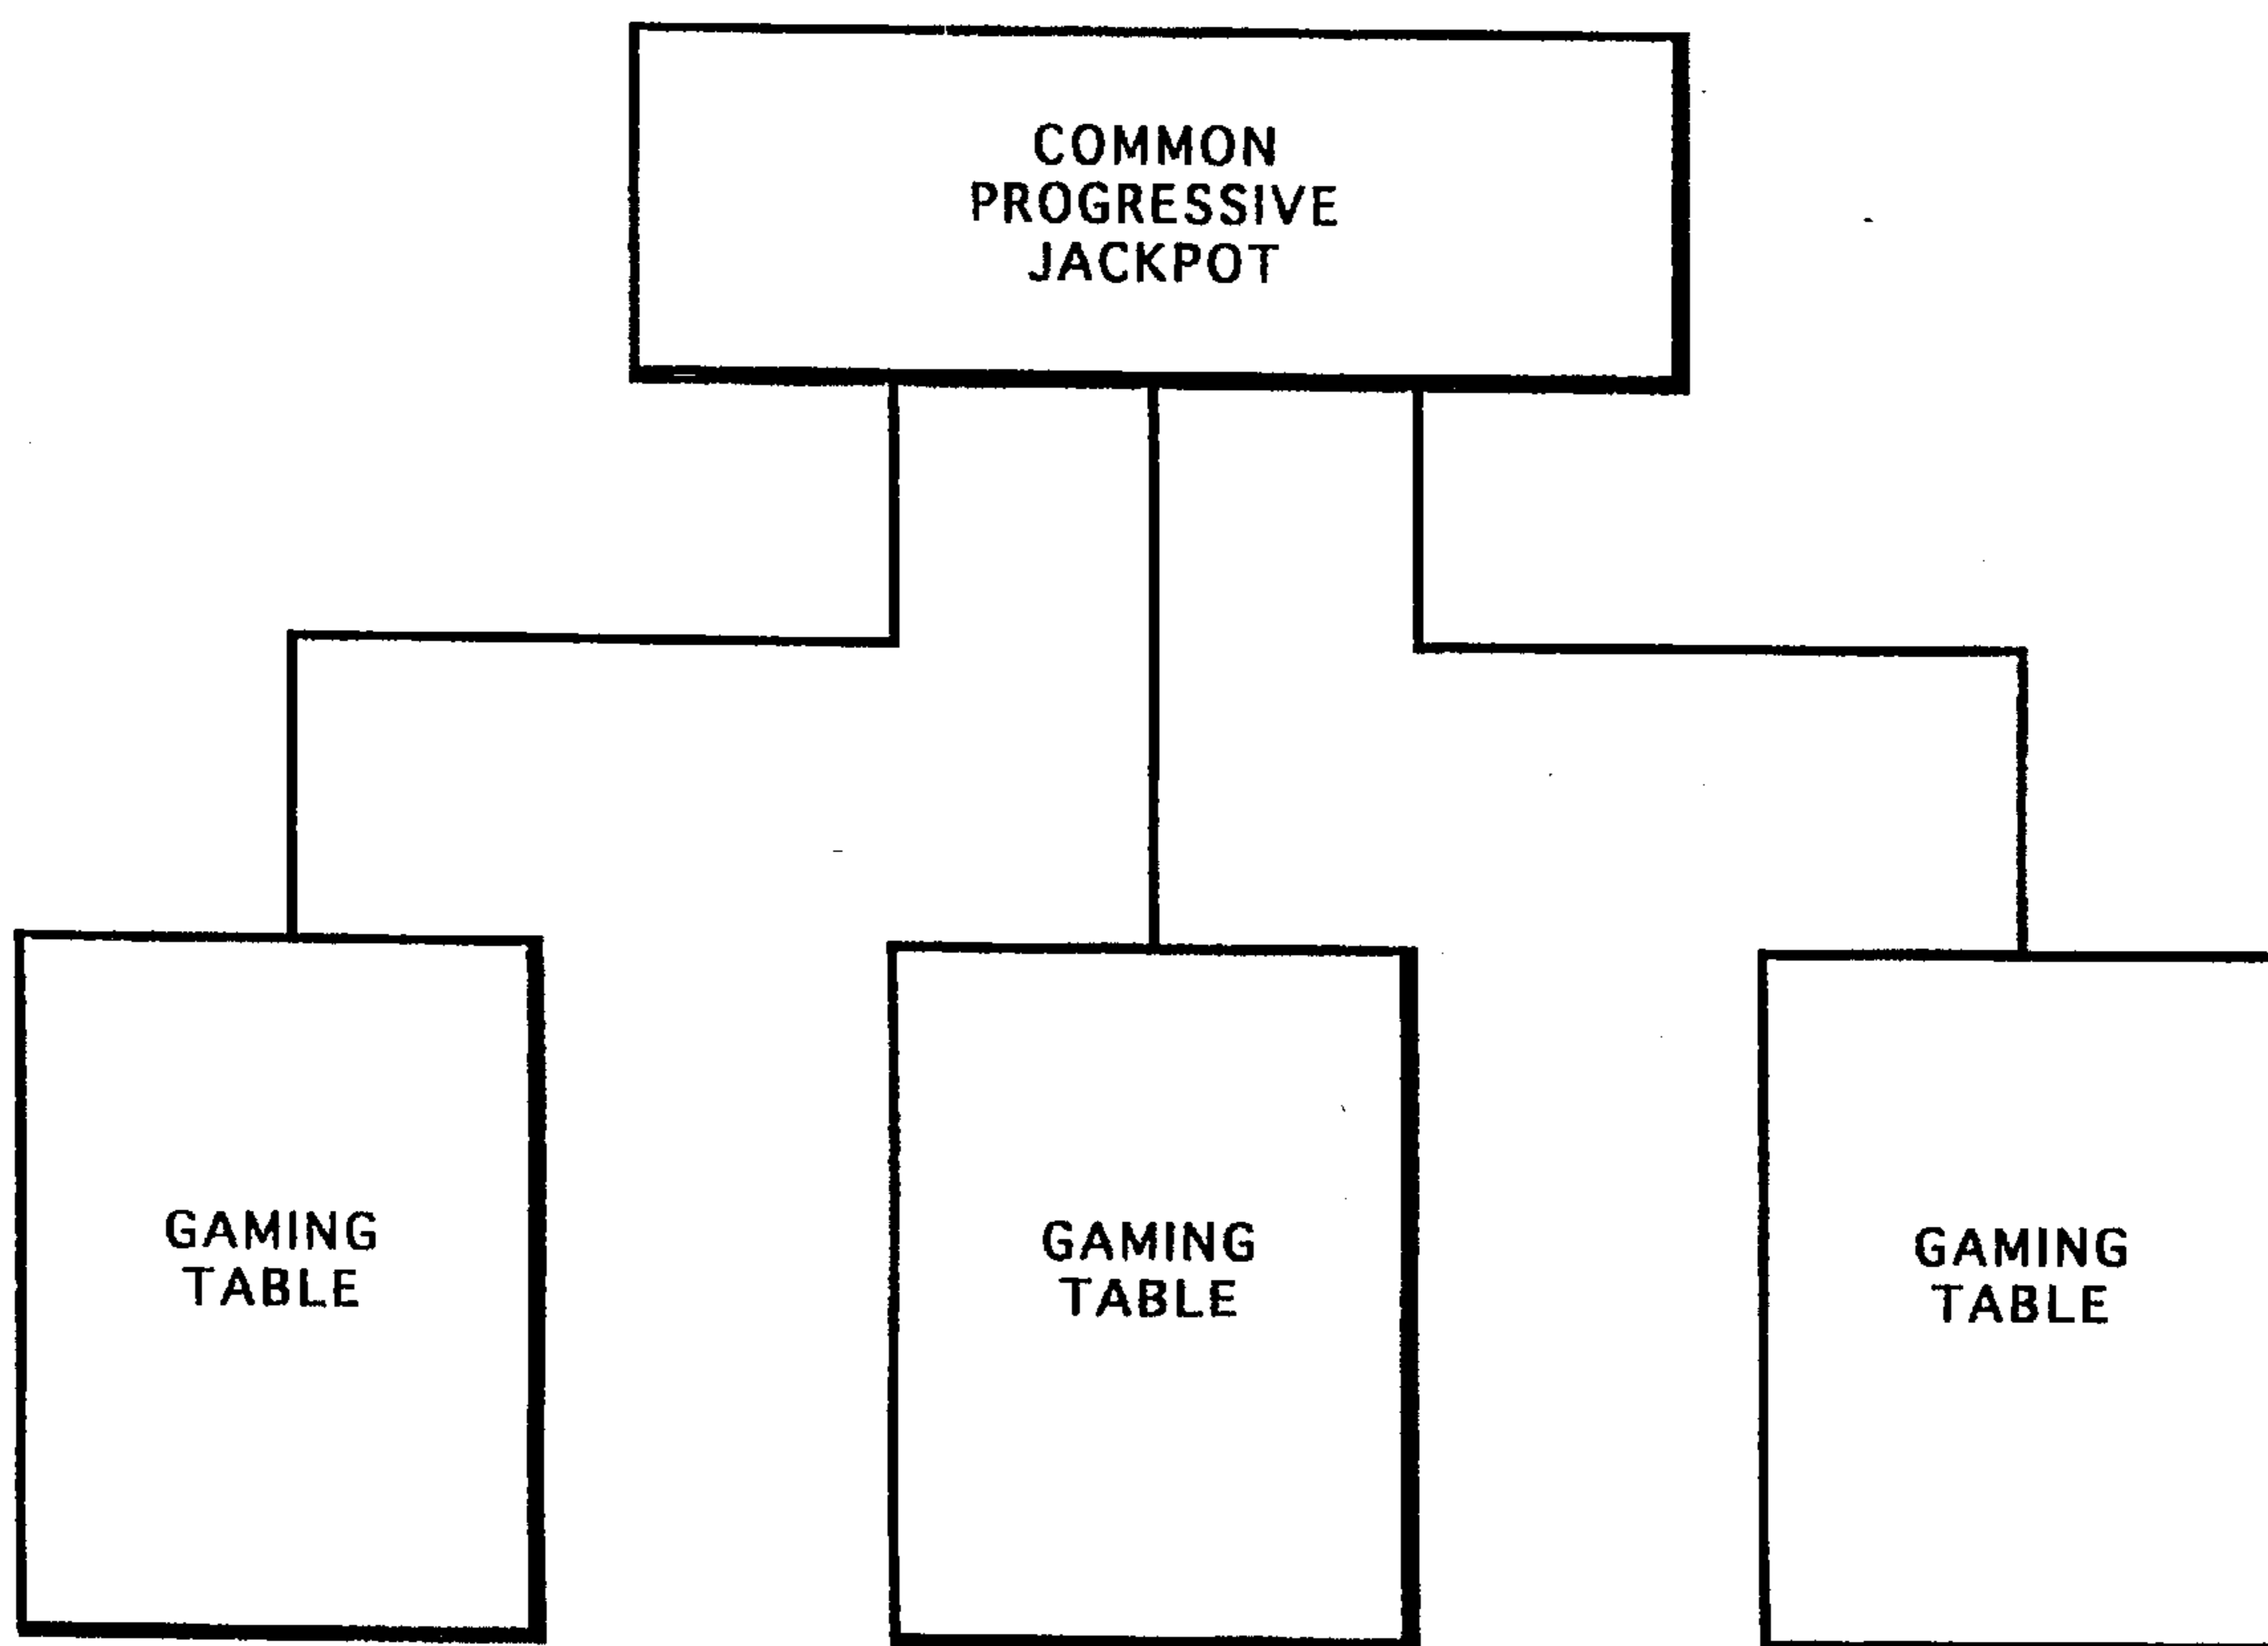 COMMON
PROGRESSIVE
JACKPOT
GAMING
TABLE
GAMING
TABLE
GAMING
TABLE